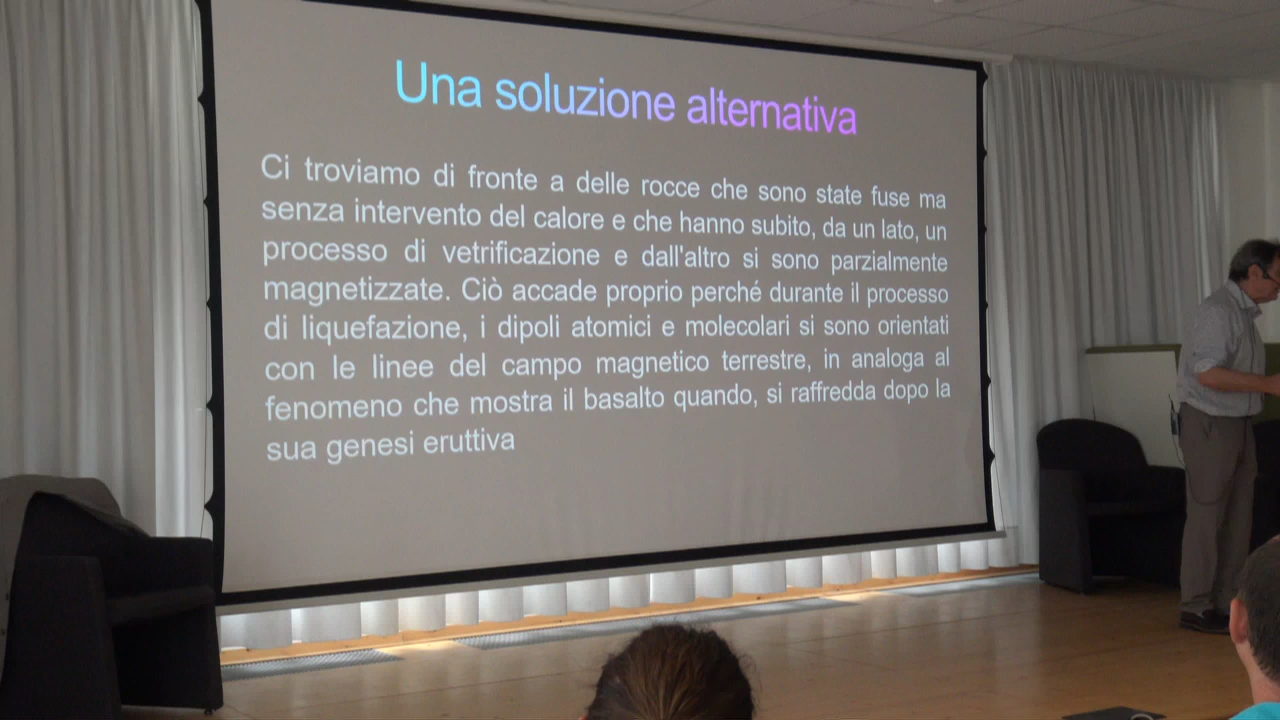 Una soluzione alternativa
Ci troviamo di fronte a delle rocce che sono state fuse ma
senza intervento del calore e che hanno subito, da un lato, un
processo di vetrificazione e dall'altro si sono parzialmente
magnetizzate. Ciò accade proprio perché durante il processo
di liquefazione, i dipoli atomici e molecolari si sono orientati
con le linee del campo magnetico terrestre, in analoga al
fenomeno che mostra il basalto quando, si raffredda dopo la
sua genesi eruttiva